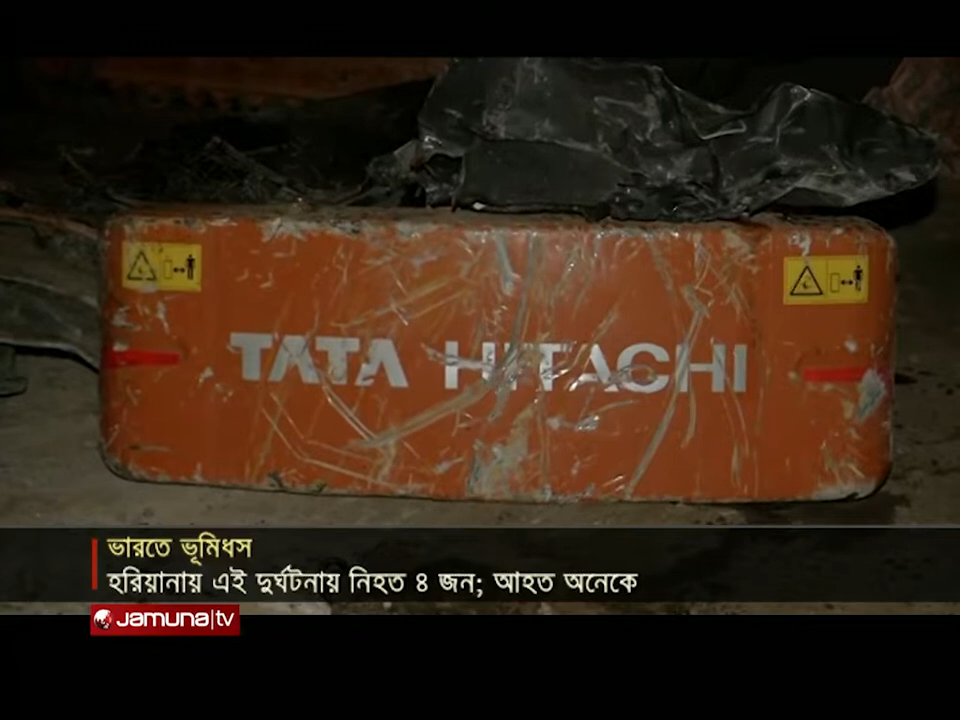 TATA HITACHI
ভারতে ভূমিধস
হরিয়ানায় এই দুর্ঘটনায় নিহত ৪ জন; আহত অনেকে
Jamuna|tv